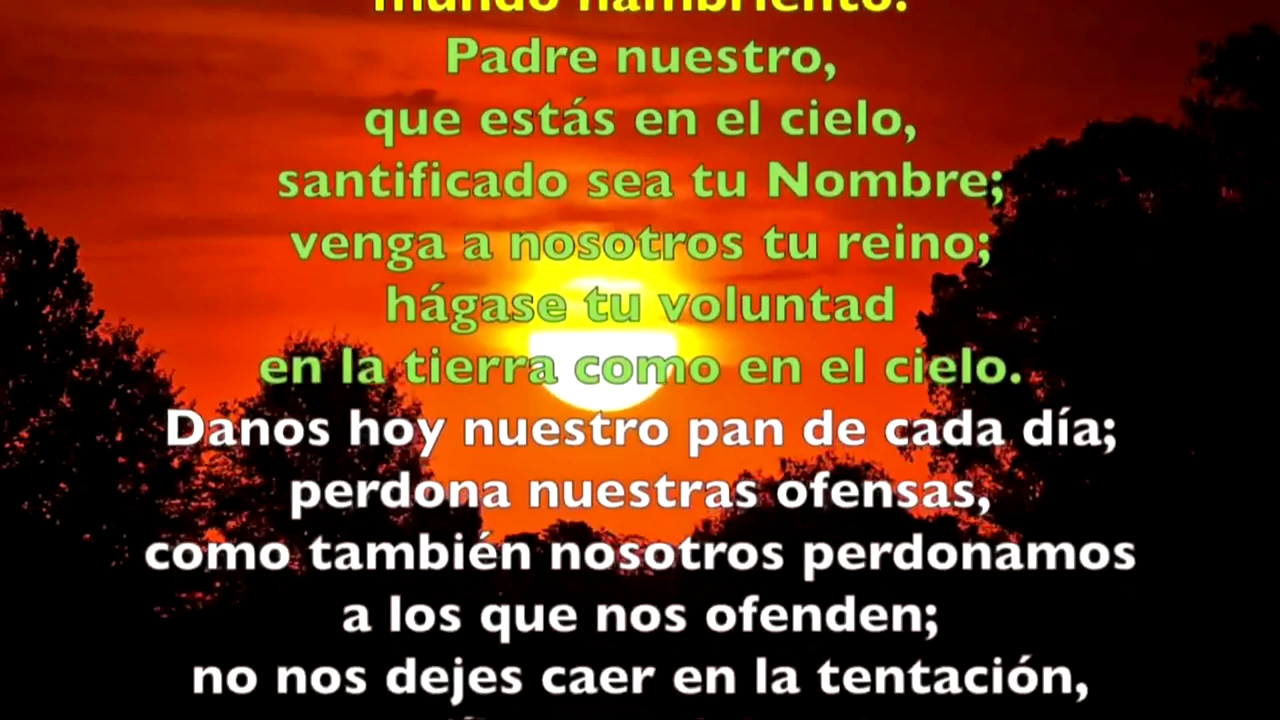 mundo hambriento.
Padre nuestro,
que estás en el cielo,
santificado sea tu Nombre;
venga a nosotros tu reino;
hágase tu voluntad
en la tierra como en el cielo.
Danos hoy nuestro pan de cada día;
perdona nuestras ofensas,
como también nosotros perdonamos
a los que nos ofenden;
no nos dejes caer en la tentación,